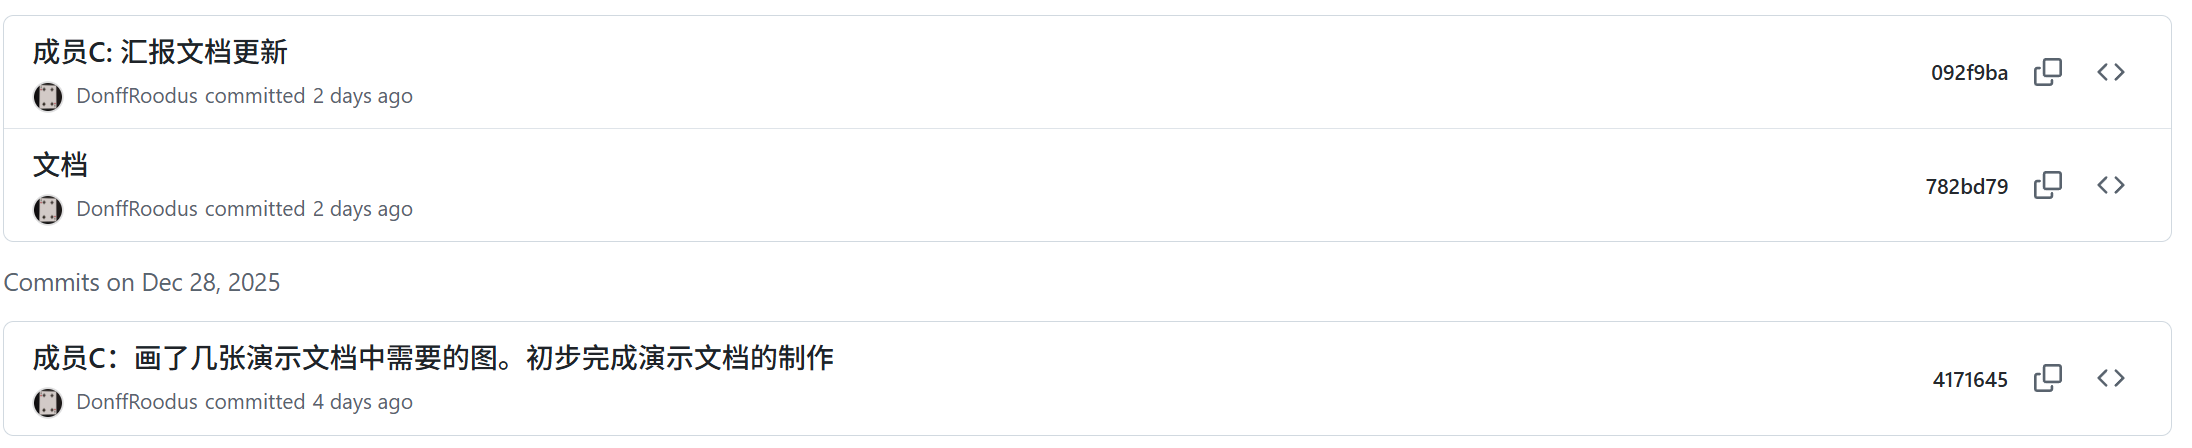 成员C: 汇报文档更新
092f9ba
DonffRoodus committed 2 days ago
文档
782bd79
DonffRoodus committed 2 days ago
Commits on Dec 28, 2025
成员C：画了几张演示文档中需要的图。初步完成演示文档的制作
4171645
DonffRoodus committed 4 days ago